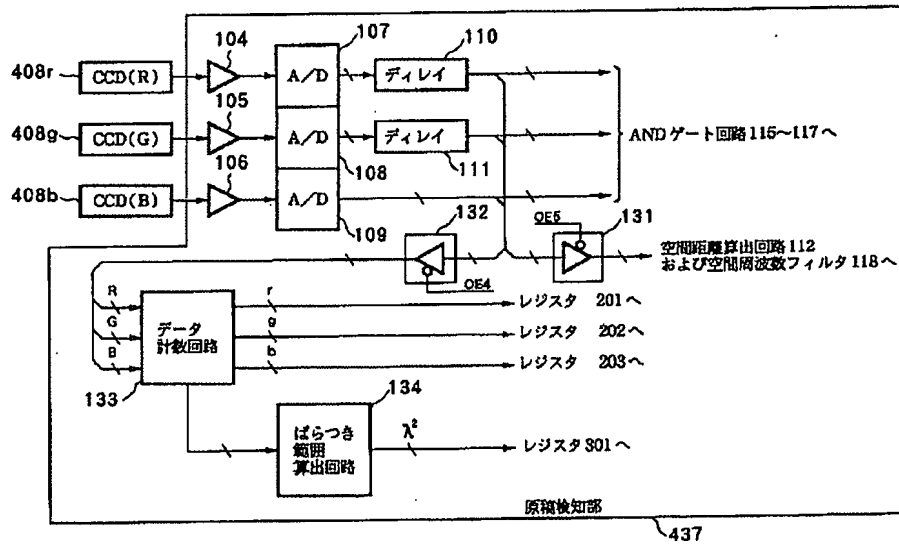 104
107
110
408r
CCD(R)
A/D
ディレイ
105
408g
CCD(G)
A/D
ディレイ
ANDゲート回路115~117へ
106
108
111
408b
CCD(B)
A/D
109
132
OE5
131
空間距離算出回路112
および空間周波数フィルタ118へ
OE4
R
G
B
データ
計数回路
r
g
b
レジスタ 201へ
レジスタ 202へ
レジスタ 203へ
133
134
ばらつき
範囲
算出回路
λ²
レジスタ301へ
原稿検知部
437